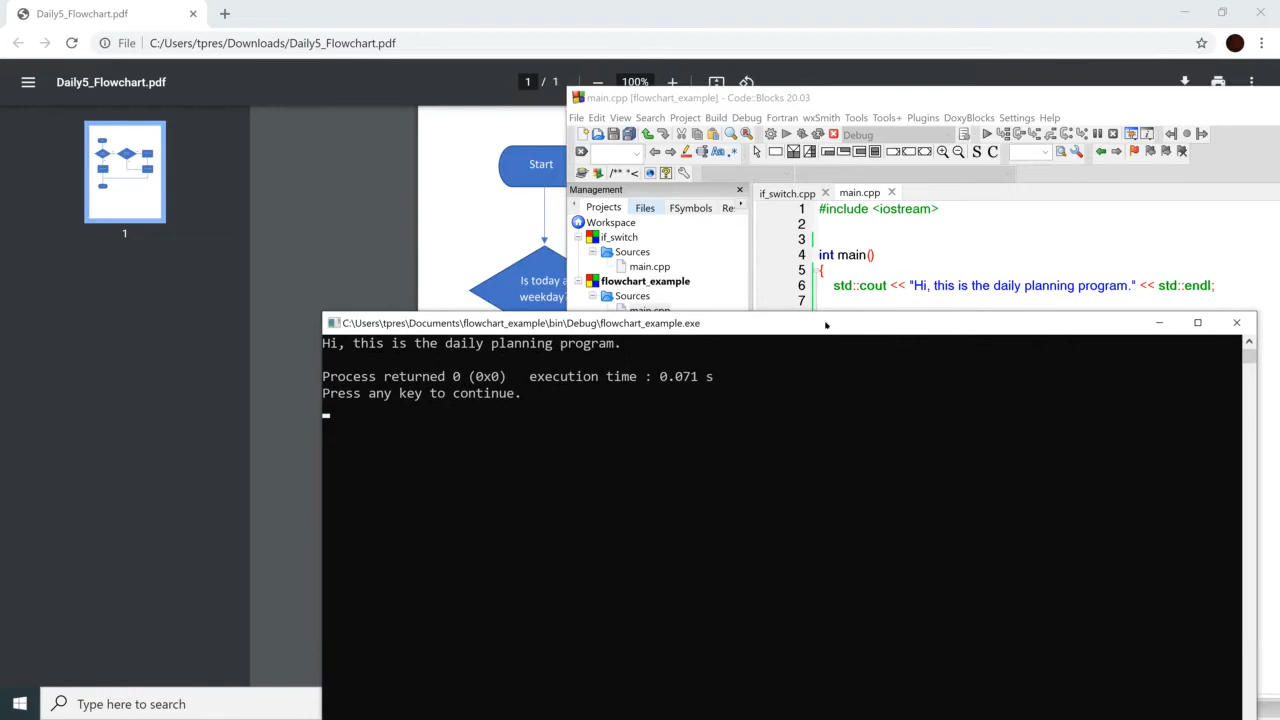 Daily5_Flowchart.pdf
File C:/Users/tpres/Downloads/Daily5_Flowchart.pdf
Daily5_Flowchart.pdf
1 / 1
100%
1
Start
Is today a
weekday?
main.cpp [flowchart_example] - Code::Blocks 20.03
File Edit View Search Project Build Debug Fortran wxSmith Tools Tools+ Plugins DoxyBlocks Settings Help
Debug
S C
/** *<
Management
Projects Files FSymbols Re
Workspace
if_switch
Sources
main.cpp
flowchart_example
Sources
main.cpp
if_switch.cpp main.cpp
1 #include <iostream>
2
3
4 int main()
5 {
6 std::cout << "Hi, this is the daily planning program." << std::endl;
7
C:\Users\tpres\Documents\flowchart_example\bin\Debug\flowchart_example.exe
Hi, this is the daily planning program.
Process returned 0 (0x0) execution time : 0.071 s
Press any key to continue.
Type here to search